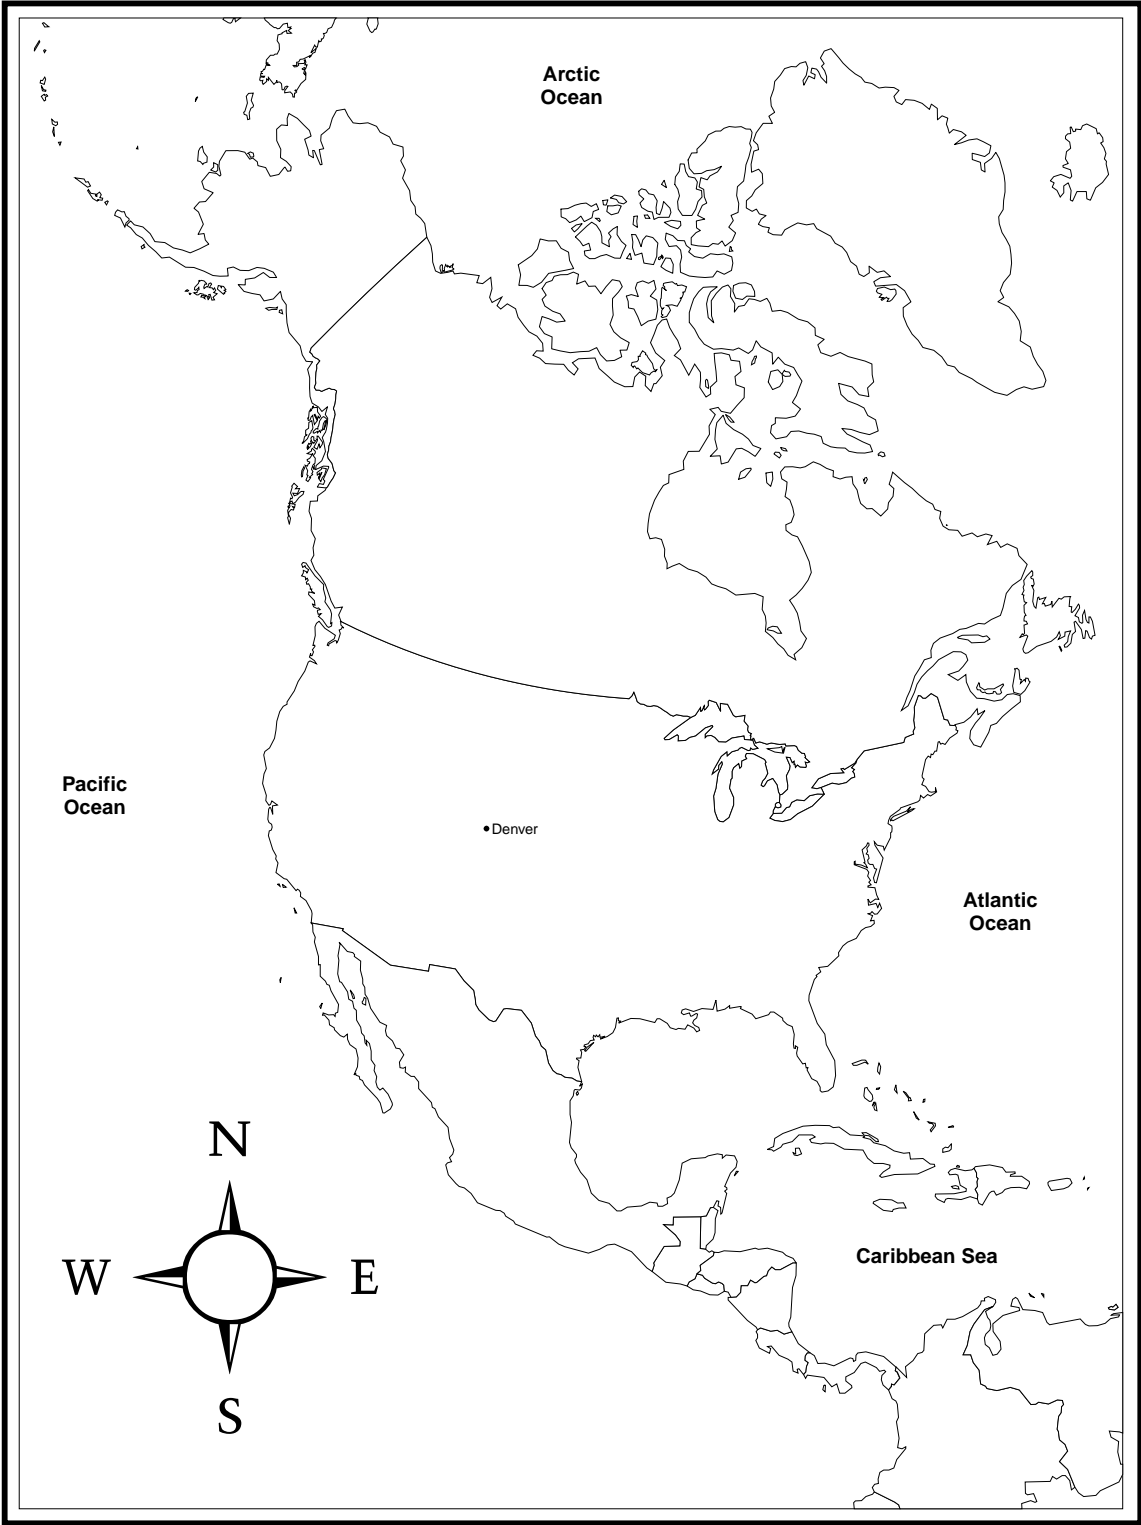 Arctic
Ocean
Pacific
Ocean
Denver
Atlantic
Ocean
N
W
E
S
Caribbean Sea